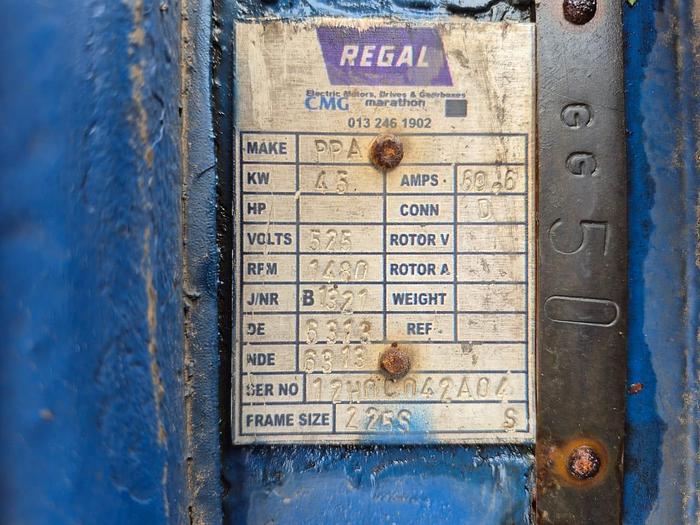 REGAL
Electric Motors, Drives & Gearboxes
CMG marathon
013 246 1902
MAKE PPA
KW 45 AMPS 69.6
HP CONN D
VOLTS 525 ROTOR V
RPM 1480 ROTOR A
J/NR B1321 WEIGHT
DE 6313 REF
NDE 6313
SER NO
FRAME SIZE 225S S
GG 50